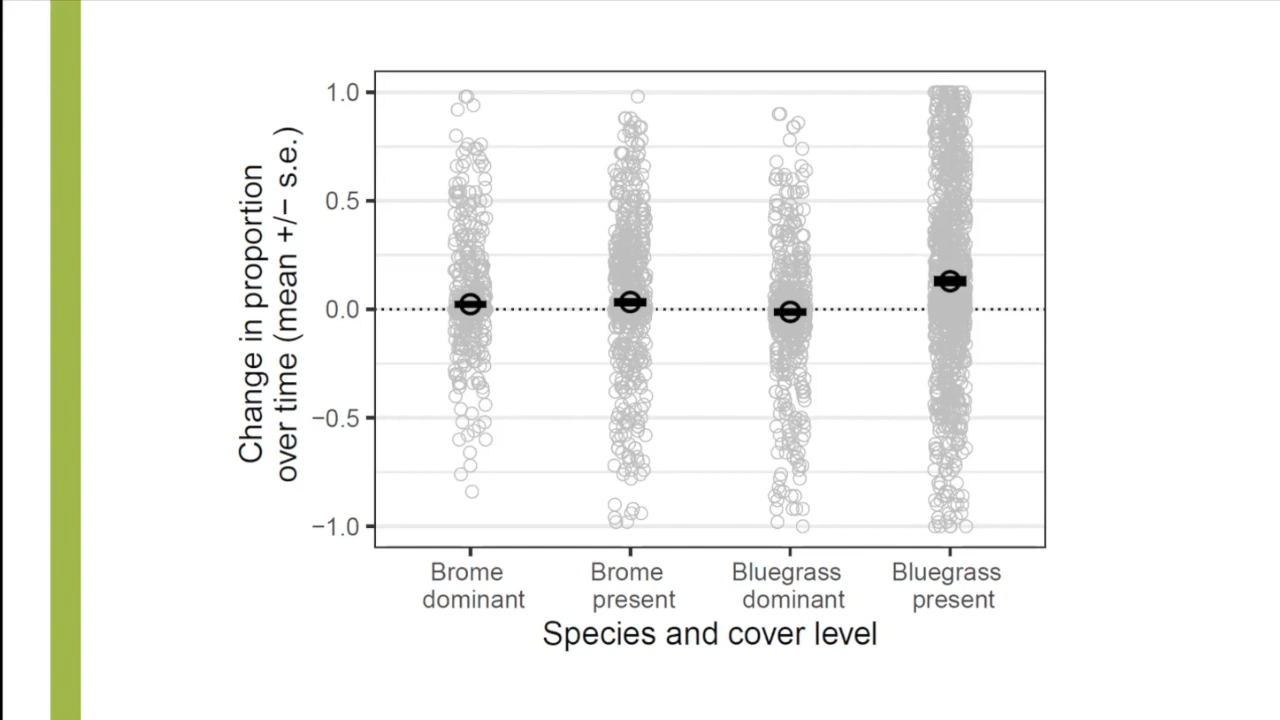 Change in proportion
over time (mean +/− s.e.)
1.0
0.5
0.0
−0.5
−1.0
Brome dominant
Brome present
Bluegrass dominant
Bluegrass present
Species and cover level